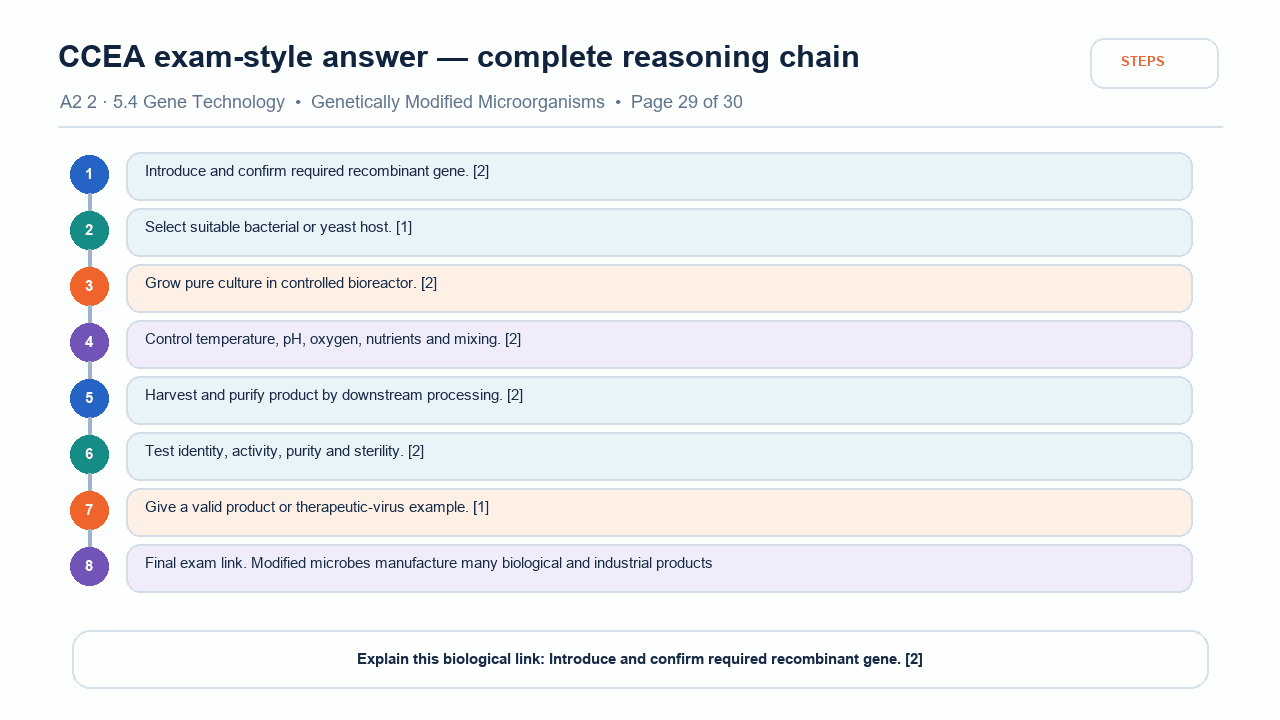 CCEA exam-style answer — complete reasoning chain
STEPS
A2 2 · 5.4 Gene Technology • Genetically Modified Microorganisms • Page 29 of 30
1 Introduce and confirm required recombinant gene. [2]
2 Select suitable bacterial or yeast host. [1]
3 Grow pure culture in controlled bioreactor. [2]
4 Control temperature, pH, oxygen, nutrients and mixing. [2]
5 Harvest and purify product by downstream processing. [2]
6 Test identity, activity, purity and sterility. [2]
7 Give a valid product or therapeutic-virus example. [1]
8 Final exam link. Modified microbes manufacture many biological and industrial products
Explain this biological link: Introduce and confirm required recombinant gene. [2]